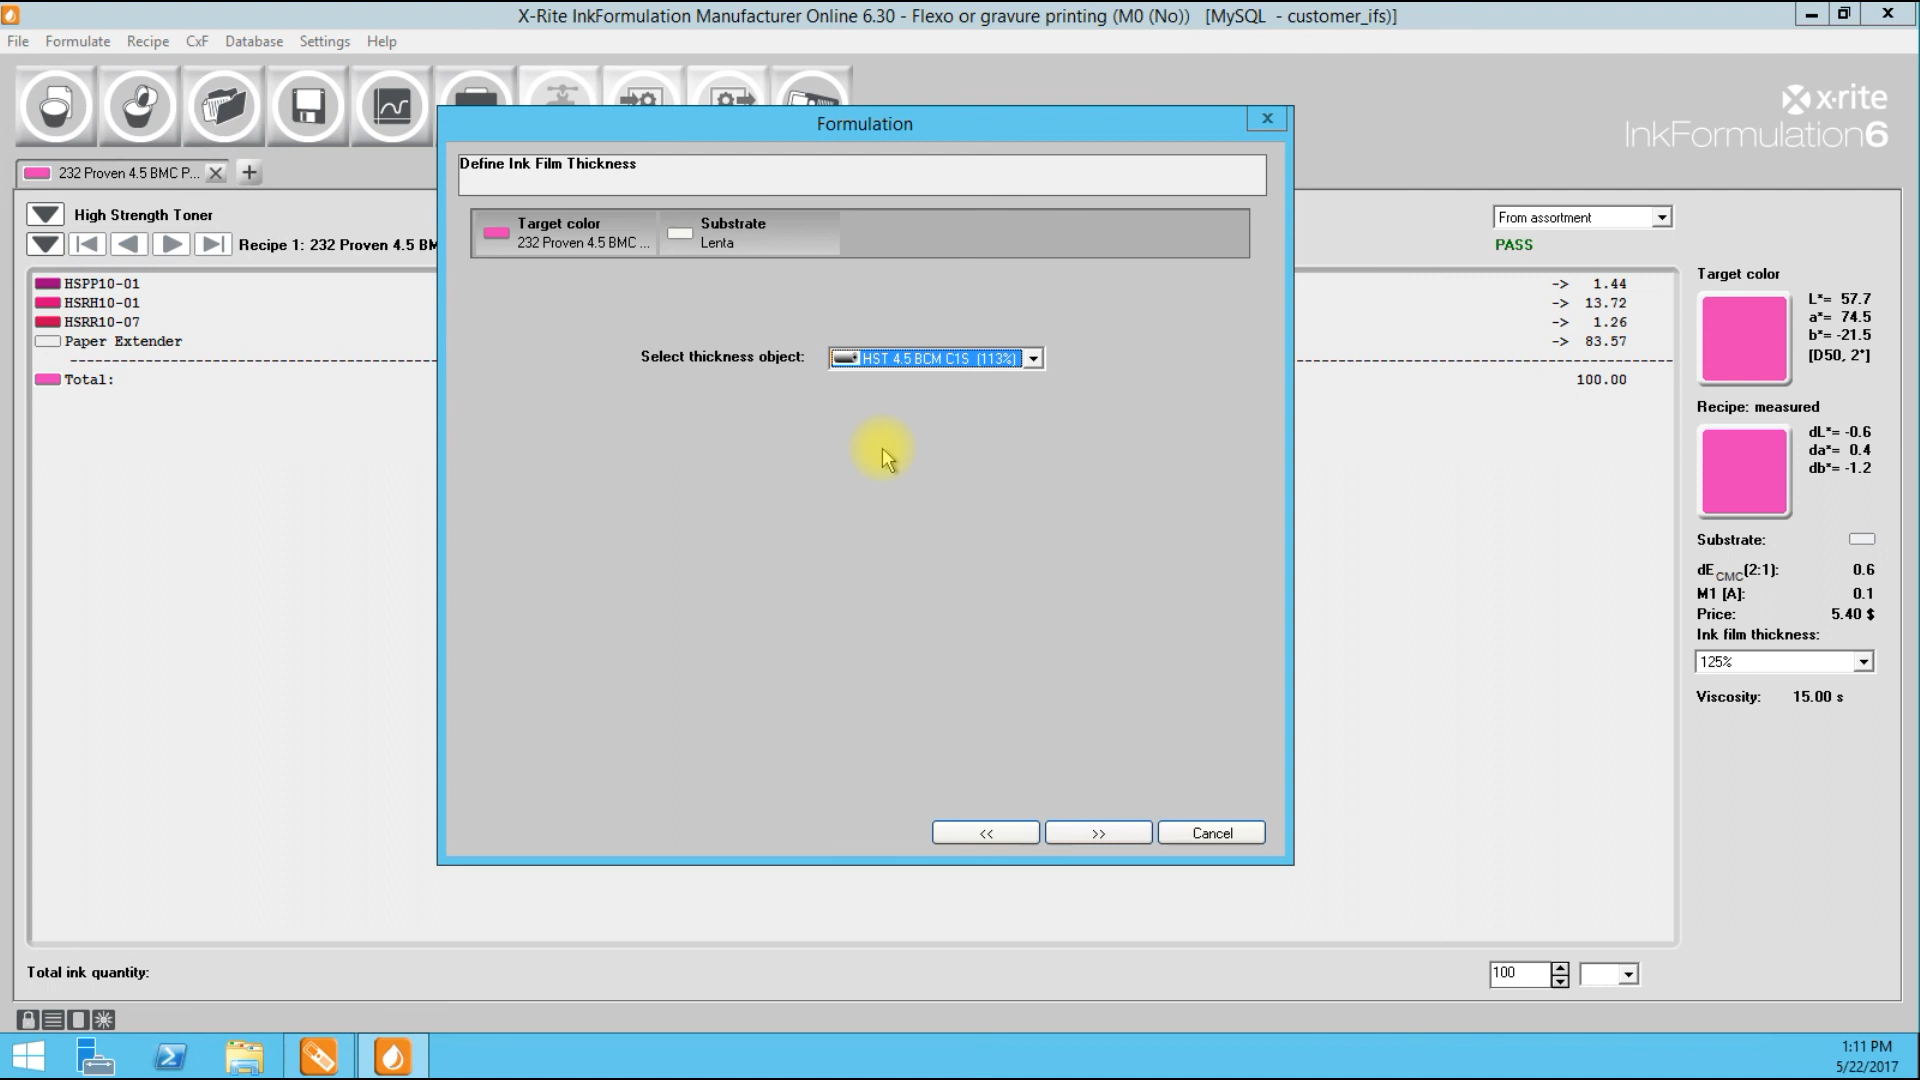 X-Rite InkFormulation Manufacturer Online 6.30 - Flexo or gravure printing (M0 (No)) [MySQL - customer_ifs)]
File Formulate Recipe CxF Database Settings Help
x·rite
InkFormulation6
Formulation x
232 Proven 4.5 BMC P... X +
Define Ink Film Thickness
High Strength Toner
Target color
232 Proven 4.5 BMC ...
Substrate
Lenta
From assortment
Recipe 1: 232 Proven 4.5 BM
PASS
HSPP10-01 -> 1.44
HSRH10-01 -> 13.72
HSRR10-07 -> 1.26
Paper Extender -> 83.57
Total: 100.00
Select thickness object: HST 4.5 BCM C1S (113%)
<< >> Cancel
Target color
L*= 57.7
a*= 74.5
b*= -21.5
[D50, 2°]
Recipe: measured
dL*= -0.6
da*= 0.4
db*= -1.2
Substrate:
dE CMC(2:1): 0.6
M1 [A]: 0.1
Price: 5.40 $
Ink film thickness:
125%
Viscosity: 15.00 s
Total ink quantity: 100
1:11 PM
5/22/2017